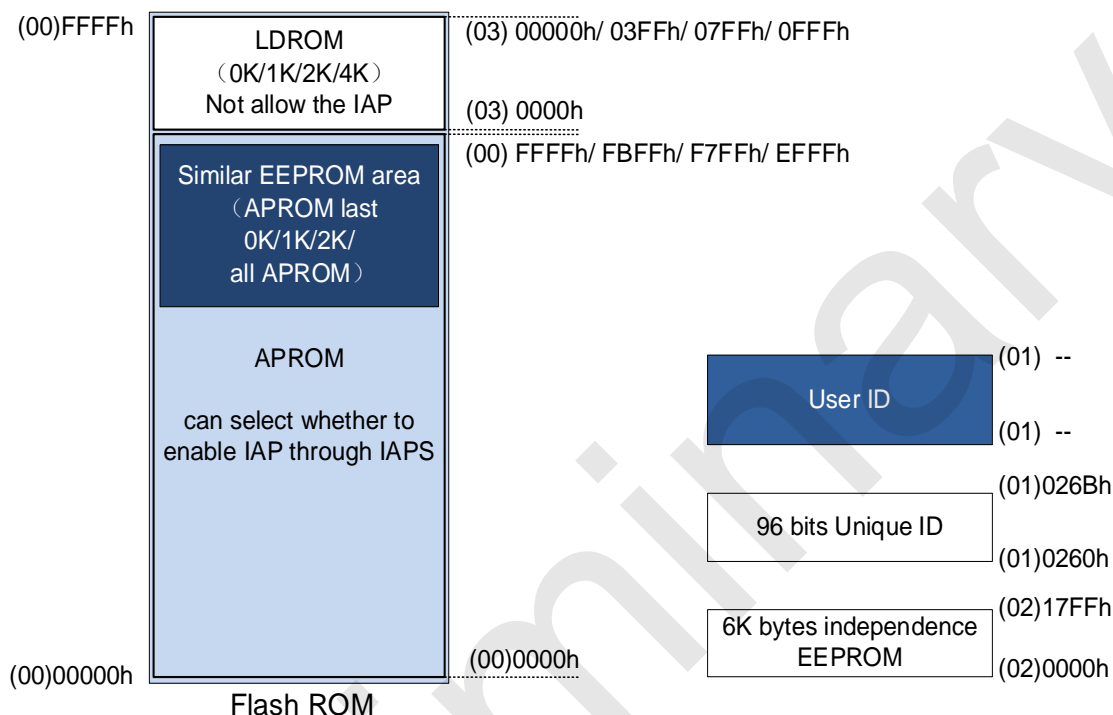 (00)FFFFh
LDROM
（0K/1K/2K/4K）
Not allow the IAP
(03) 00000h/ 03FFh/ 07FFh/ 0FFFh
(03) 0000h
(00) FFFFh/ FBFFh/ F7FFh/ EFFFh
Similar EEPROM area
（APROM last
0K/1K/2K/
all APROM）
APROM
can select whether to
enable IAP through IAPS
(00)00000h
(00)0000h
Flash ROM
(01) --
User ID
(01) --
(01)026Bh
96 bits Unique ID
(01)0260h
(02)17FFh
6K bytes independence
EEPROM
(02)0000h